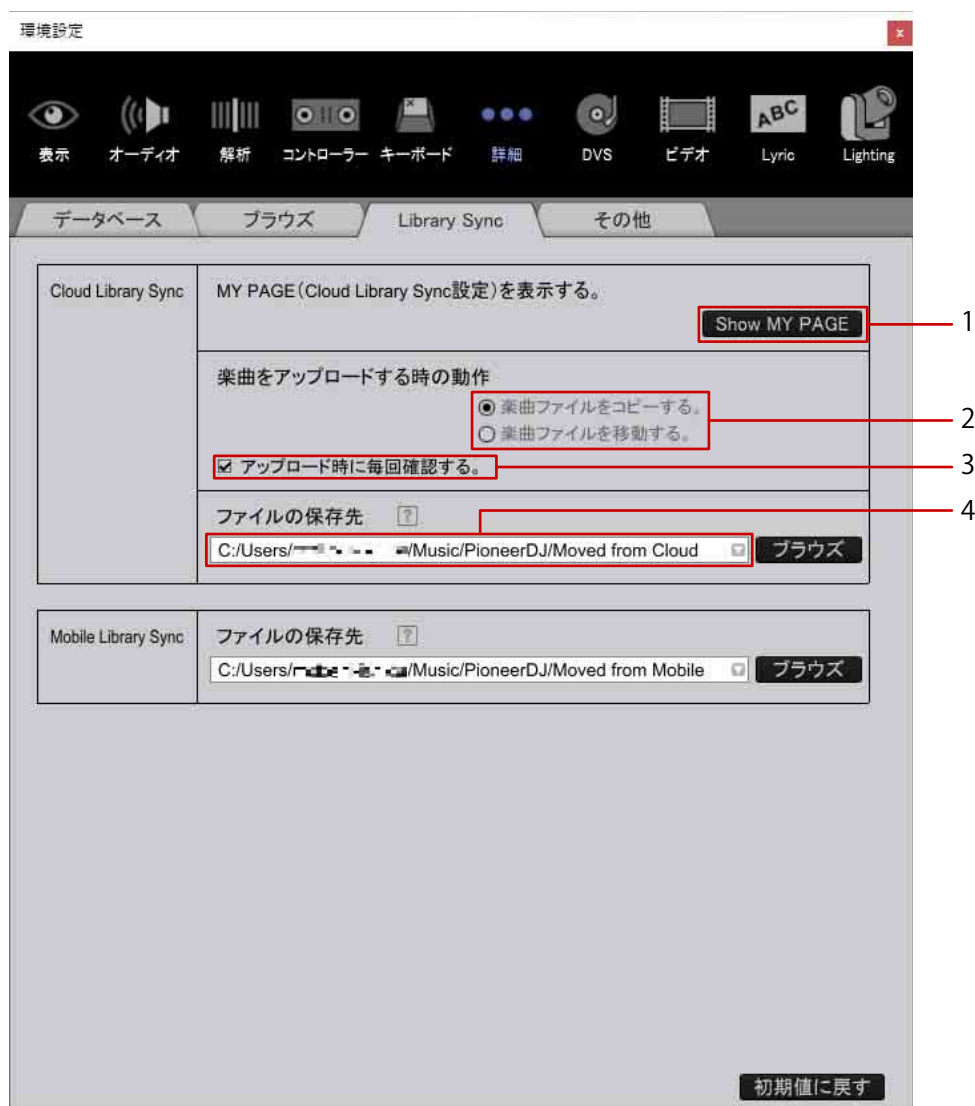 環境設定
x
表示 オーディオ 解析 コントローラー キーボード 詳細 DVS ビデオ Lyric Lighting
ABC
データベース ブラウズ Library Sync その他
Cloud Library Sync
MY PAGE(Cloud Library Sync設定)を表示する。
Show MY PAGE
1
楽曲をアップロードする時の動作
楽曲ファイルをコピーする。
楽曲ファイルを移動する。
2
アップロード時に毎回確認する。
3
ファイルの保存先 ?
4
C:/Users/ /Music/PioneerDJ/Moved from Cloud ブラウズ
Mobile Library Sync
ファイルの保存先 ?
C:/Users/ /Music/PioneerDJ/Moved from Mobile ブラウズ
初期値に戻す